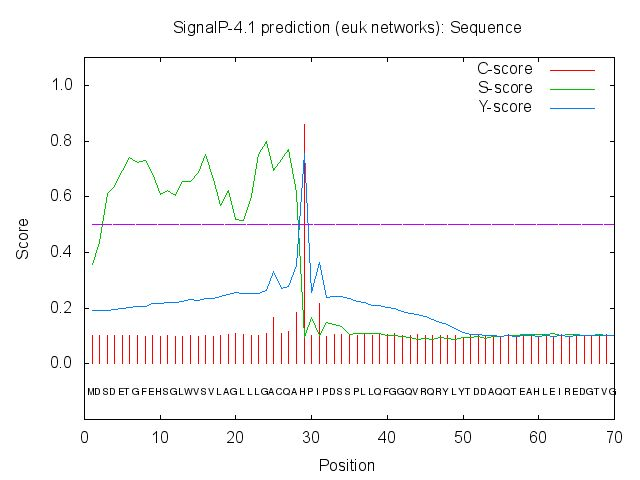 SignalP-4.1 prediction (euk networks): Sequence
C-score
S-score
Y-score
1.0
0.8
0.6
0.4
0.2
0.0
Score
MDSDETGFEHSGLWVSVLAGLLLGACQAHPIPDSSPLLQFGGQVRQRYLYTDDAQQTEAHLEIREDGTVG
0 10 20 30 40 50 60 70
Position